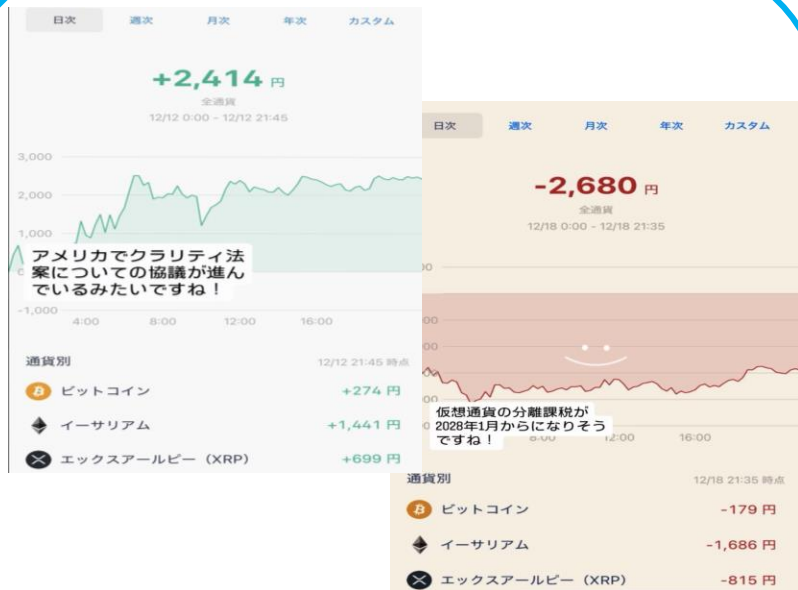 日次 週次 月次 年次 カスタム
+2,414 円
全通貨
12/12 0:00 - 12/12 21:45
3,000
2,000
1,000
0
-1,000
アメリカでクラリティ法
案についての協議が進ん
でいるみたいですね！
4:00 8:00 12:00 16:00
通貨別 12/12 21:45 時点
ビットコイン +274 円
イーサリアム +1,441 円
エックスアールピー（XRP） +699 円
日次 週次 月次 年次 カスタム
-2,680 円
全通貨
12/18 0:00 - 12/18 21:35
仮想通貨の分離課税が
2028年1月からになりそう
ですね！
8:00 12:00 16:00
通貨別 12/18 21:35 時点
ビットコイン -179 円
イーサリアム -1,686 円
エックスアールピー（XRP） -815 円